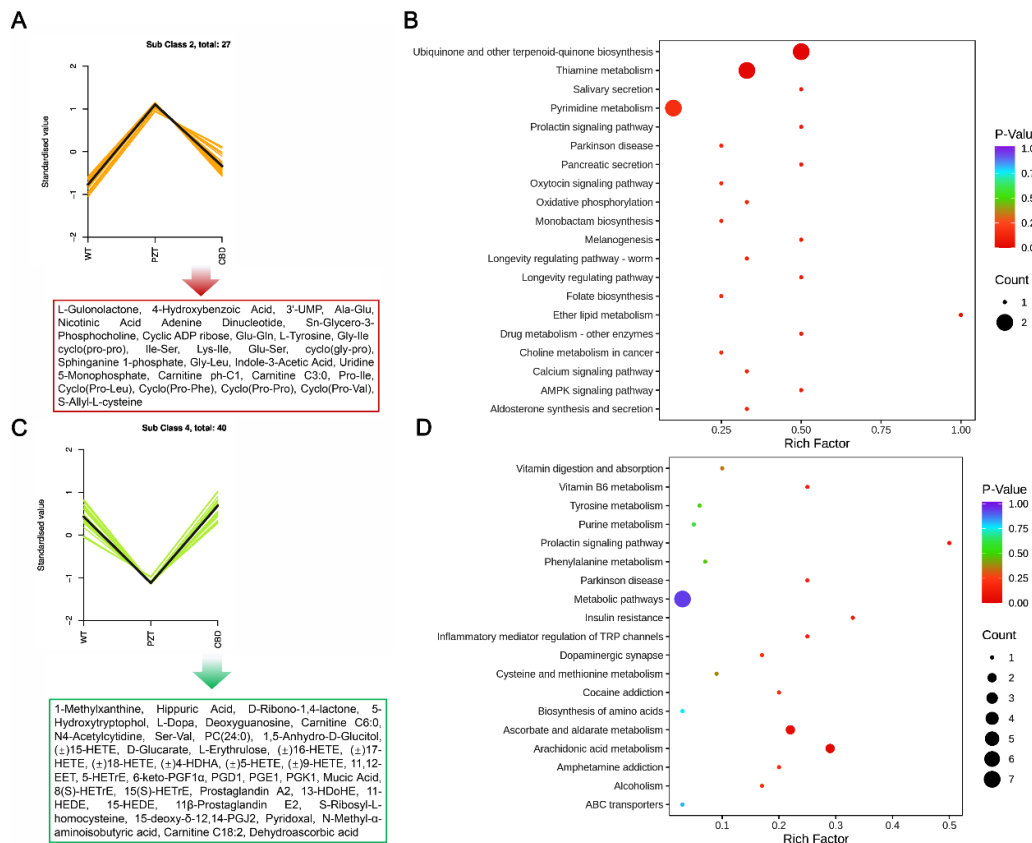 A
Sub Class 2, total: 27
Standardised value
2
1
0
−1
−2
WT
PZT
CBD
L-Gulonolactone, 4-Hydroxybenzoic Acid, 3'-UMP, Ala-Glu,
Nicotinic Acid Adenine Dinucleotide, Sn-Glycero-3-
Phosphocholine, Cyclic ADP ribose, Glu-Gln, L-Tyrosine, Gly-Ile
cyclo(pro-pro), Ile-Ser, Lys-Ile, Glu-Ser, cyclo(gly-pro),
Sphinganine 1-phosphate, Gly-Leu, Indole-3-Acetic Acid, Uridine
5-Monophosphate, Carnitine ph-C1, Carnitine C3:0, Pro-Ile,
Cyclo(Pro-Leu), Cyclo(Pro-Phe), Cyclo(Pro-Pro), Cyclo(Pro-Val),
S-Allyl-L-cysteine
B
Ubiquinone and other terpenoid-quinone biosynthesis
Thiamine metabolism
Salivary secretion
Pyrimidine metabolism
Prolactin signaling pathway
Parkinson disease
Pancreatic secretion
Oxytocin signaling pathway
Oxidative phosphorylation
Monobactam biosynthesis
Melanogenesis
Longevity regulating pathway - worm
Longevity regulating pathway
Folate biosynthesis
Ether lipid metabolism
Drug metabolism - other enzymes
Choline metabolism in cancer
Calcium signaling pathway
AMPK signaling pathway
Aldosterone synthesis and secretion
0.25
0.50
0.75
1.00
Rich Factor
P-Value
1.0
0.7
0.5
0.2
0.0
Count
1
2
C
Sub Class 4, total: 40
Standardised value
2
1
0
−1
−2
WT
PZT
CBD
1-Methylxanthine, Hippuric Acid, D-Ribono-1,4-lactone, 5-
Hydroxytryptophol, L-Dopa, Deoxyguanosine, Carnitine C6:0,
N4-Acetylcytidine, Ser-Val, PC(24:0), 1,5-Anhydro-D-Glucitol,
(±)15-HETE, D-Glucarate, L-Erythrulose, (±)16-HETE, (±)17-
HETE, (±)18-HETE, (±)4-HDHA, (±)5-HETE, (±)9-HETE, 11,12-
EET, 5-HETrE, 6-keto-PGF1α, PGD1, PGE1, PGK1, Mucic Acid,
8(S)-HETrE, 15(S)-HETrE, Prostaglandin A2, 13-HDoHE, 11-
HEDE, 15-HEDE, 11β-Prostaglandin E2, S-Ribosyl-L-
homocysteine, 15-deoxy-δ-12,14-PGJ2, Pyridoxal, N-Methyl-α-
aminoisobutyric acid, Carnitine C18:2, Dehydroascorbic acid
D
Vitamin digestion and absorption
Vitamin B6 metabolism
Tyrosine metabolism
Purine metabolism
Prolactin signaling pathway
Phenylalanine metabolism
Parkinson disease
Metabolic pathways
Insulin resistance
Inflammatory mediator regulation of TRP channels
Dopaminergic synapse
Cysteine and methionine metabolism
Cocaine addiction
Biosynthesis of amino acids
Ascorbate and aldarate metabolism
Arachidonic acid metabolism
Amphetamine addiction
Alcoholism
ABC transporters
0.1
0.2
0.3
0.4
0.5
Rich Factor
P-Value
1.00
0.75
0.50
0.25
0.00
Count
1
2
3
4
5
6
7